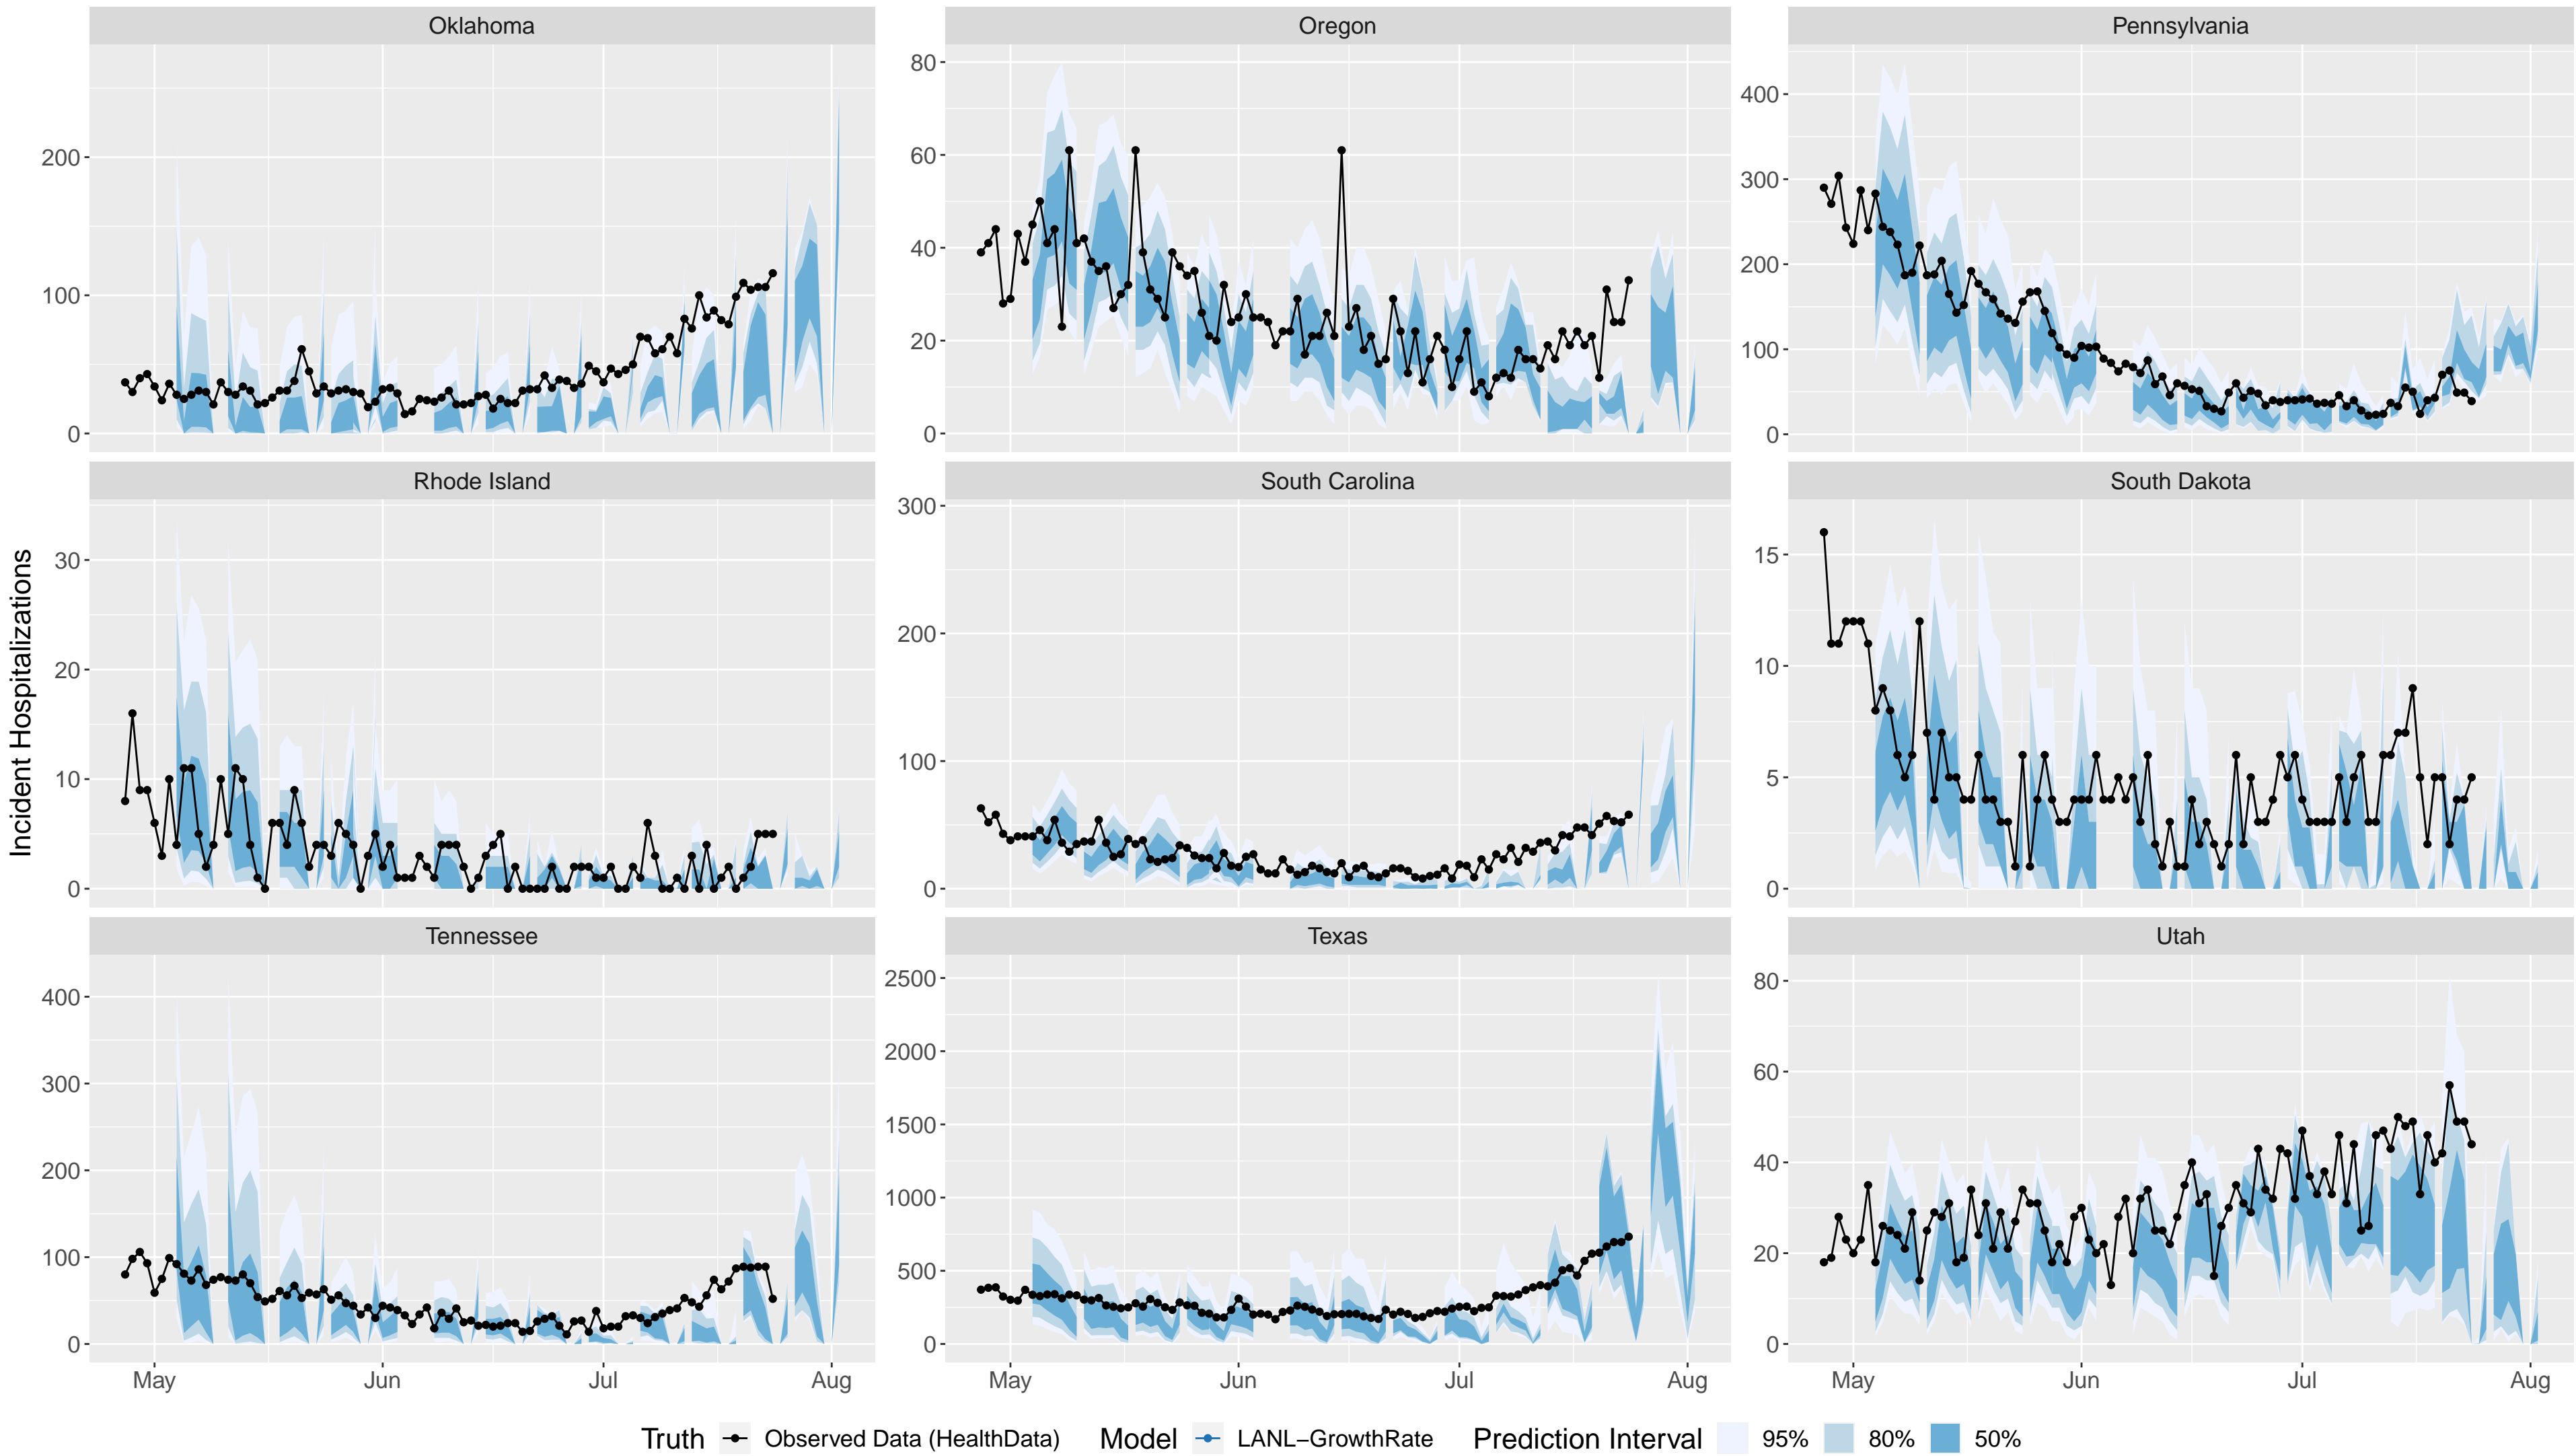 Oklahoma
Oregon
Pennsylvania
200
100
0
80
60
40
20
0
400
300
200
100
0
Rhode Island
South Carolina
South Dakota
Incident Hospitalizations
30
20
10
0
300
200
100
0
15
10
5
0
Tennessee
Texas
Utah
400
300
200
100
0
2500
2000
1500
1000
500
0
80
60
40
20
0
May Jun Jul Aug
May Jun Jul Aug
May Jun Jul Aug
Truth Observed Data (HealthData) Model LANL−GrowthRate Prediction Interval 95% 80% 50%